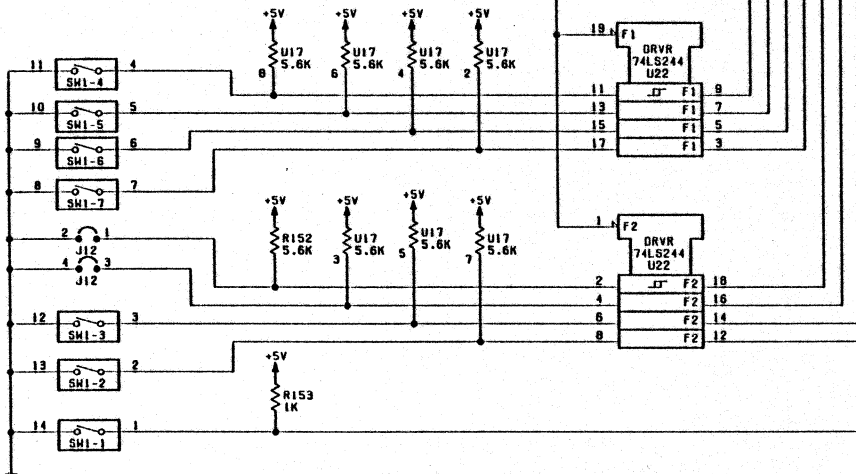 +5V +5V +5V +5V
19 F1
DRVR
74LS244
U22
U17 U17 U17 U17
5.6K 5.6K 5.6K 5.6K
8 6 4 2
11 4
SW1-4
11 F1 9
10 5
SW1-5
13 7
15 F1 5
9 6
SW1-6
17 F1 3
8 7
SW1-7
+5V +5V +5V +5V
1 F2
DRVR
74LS244
U22
2 1
J12
R152 U17 U17 U17
5.6K 5.6K 5.6K 5.6K
3 5 7
4 3
J12
2 F2 18
4 F2 16
12 3
SW1-3
6 F2 14
8 F2 12
+5V
13 2
SW1-2
R153
1K
14 1
SW1-1